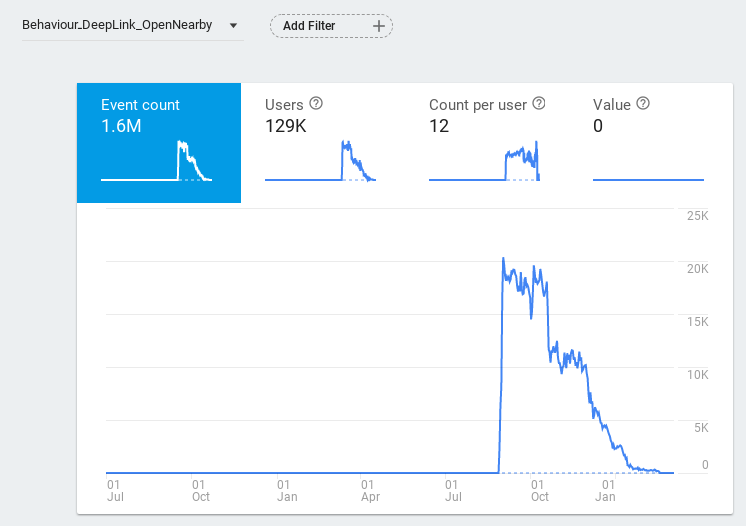 Behaviour_DeepLink_OpenNearby
Add Filter
Event count
1.6M
Users
129K
Count per user
12
Value
0
25K
20K
15K
10K
5K
0
01 Jul
01 Oct
01 Jan
01 Apr
01 Jul
01 Oct
01 Jan